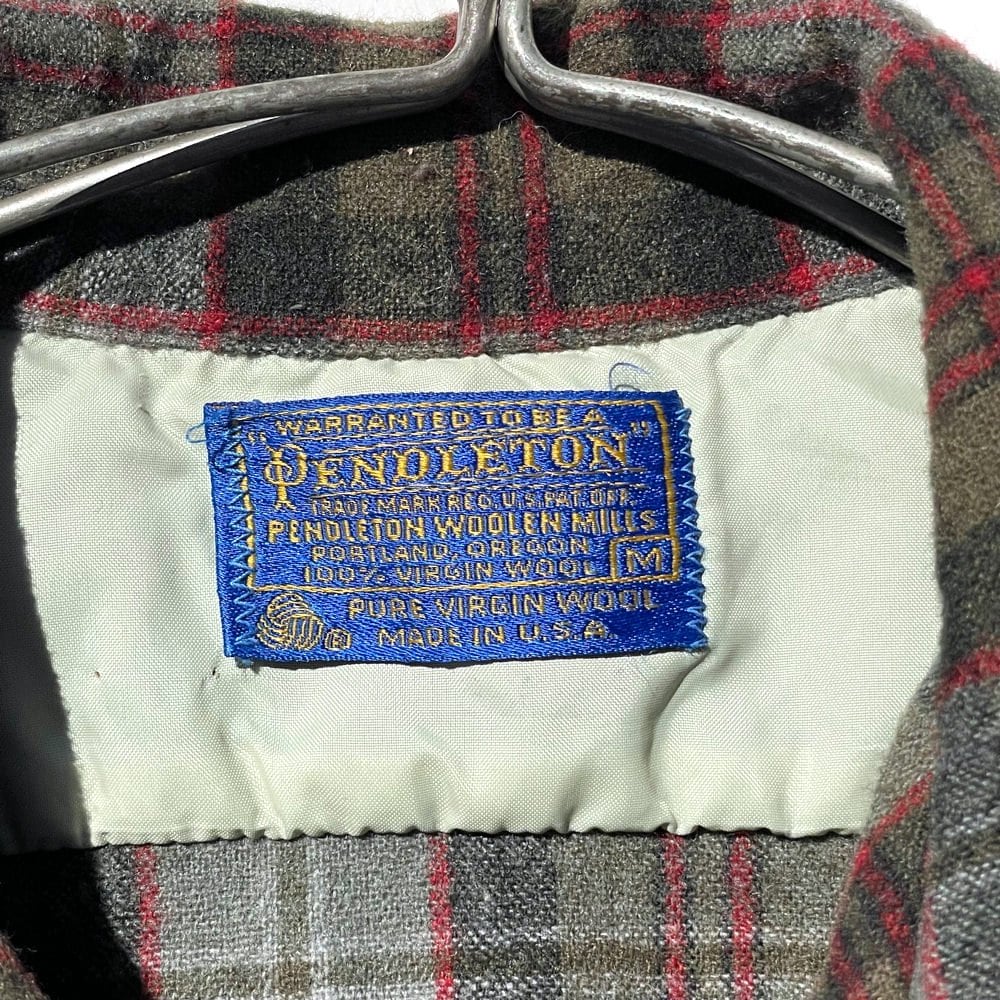 WARRANTED TO BE A
"PENDLETON"
TRADE MARK REG. U.S. PAT. OFF.
PENDLETON WOOLEN MILLS
PORTLAND, OREGON
100% VIRGIN WOOL M
PURE VIRGIN WOOL
R MADE IN U.S.A.